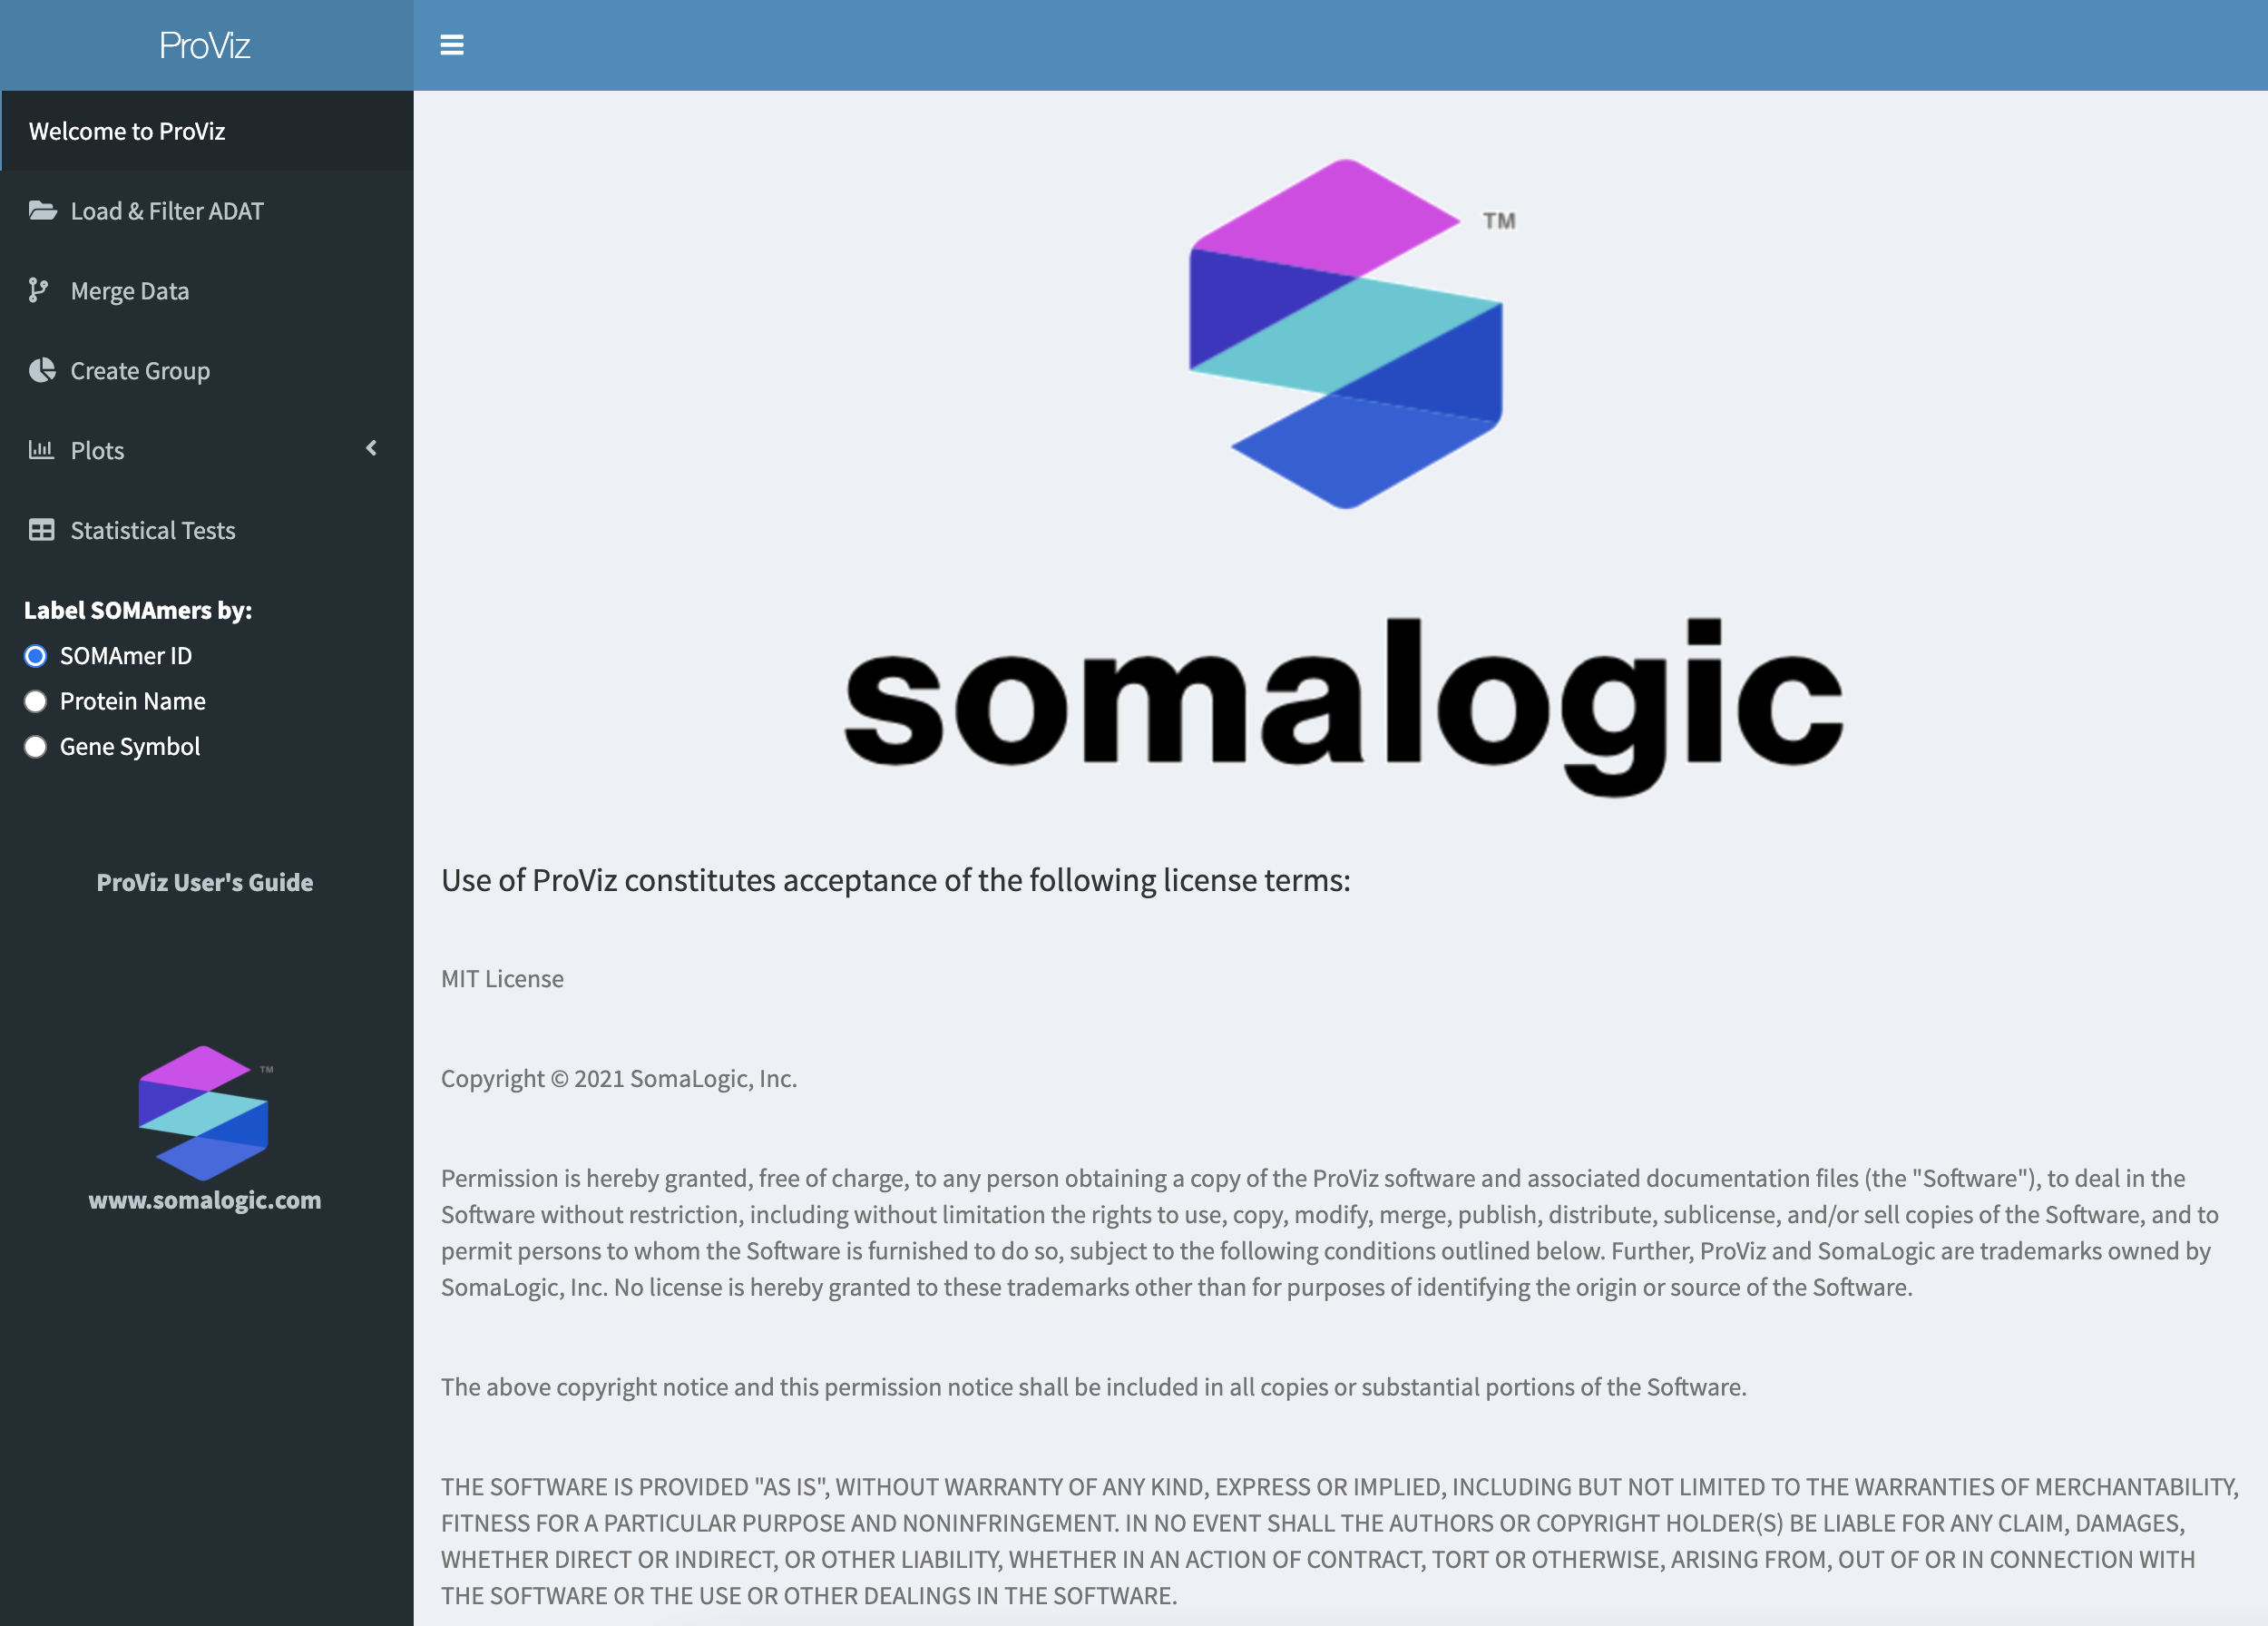 ProViz
Welcome to ProViz
Load & Filter ADAT
Merge Data
Create Group
Plots
Statistical Tests
Label SOMAmers by:
SOMAmer ID
Protein Name
Gene Symbol
ProViz User's Guide
TM
www.somalogic.com
TM
somalogic
Use of ProViz constitutes acceptance of the following license terms:
MIT License
Copyright © 2021 SomaLogic, Inc.
Permission is hereby granted, free of charge, to any person obtaining a copy of the ProViz software and associated documentation files (the "Software"), to deal in the
Software without restriction, including without limitation the rights to use, copy, modify, merge, publish, distribute, sublicense, and/or sell copies of the Software, and to
permit persons to whom the Software is furnished to do so, subject to the following conditions outlined below. Further, ProViz and SomaLogic are trademarks owned by
SomaLogic, Inc. No license is hereby granted to these trademarks other than for purposes of identifying the origin or source of the Software.
The above copyright notice and this permission notice shall be included in all copies or substantial portions of the Software.
THE SOFTWARE IS PROVIDED "AS IS", WITHOUT WARRANTY OF ANY KIND, EXPRESS OR IMPLIED, INCLUDING BUT NOT LIMITED TO THE WARRANTIES OF MERCHANTABILITY,
FITNESS FOR A PARTICULAR PURPOSE AND NONINFRINGEMENT. IN NO EVENT SHALL THE AUTHORS OR COPYRIGHT HOLDER(S) BE LIABLE FOR ANY CLAIM, DAMAGES,
WHETHER DIRECT OR INDIRECT, OR OTHER LIABILITY, WHETHER IN AN ACTION OF CONTRACT, TORT OR OTHERWISE, ARISING FROM, OUT OF OR IN CONNECTION WITH
THE SOFTWARE OR THE USE OR OTHER DEALINGS IN THE SOFTWARE.